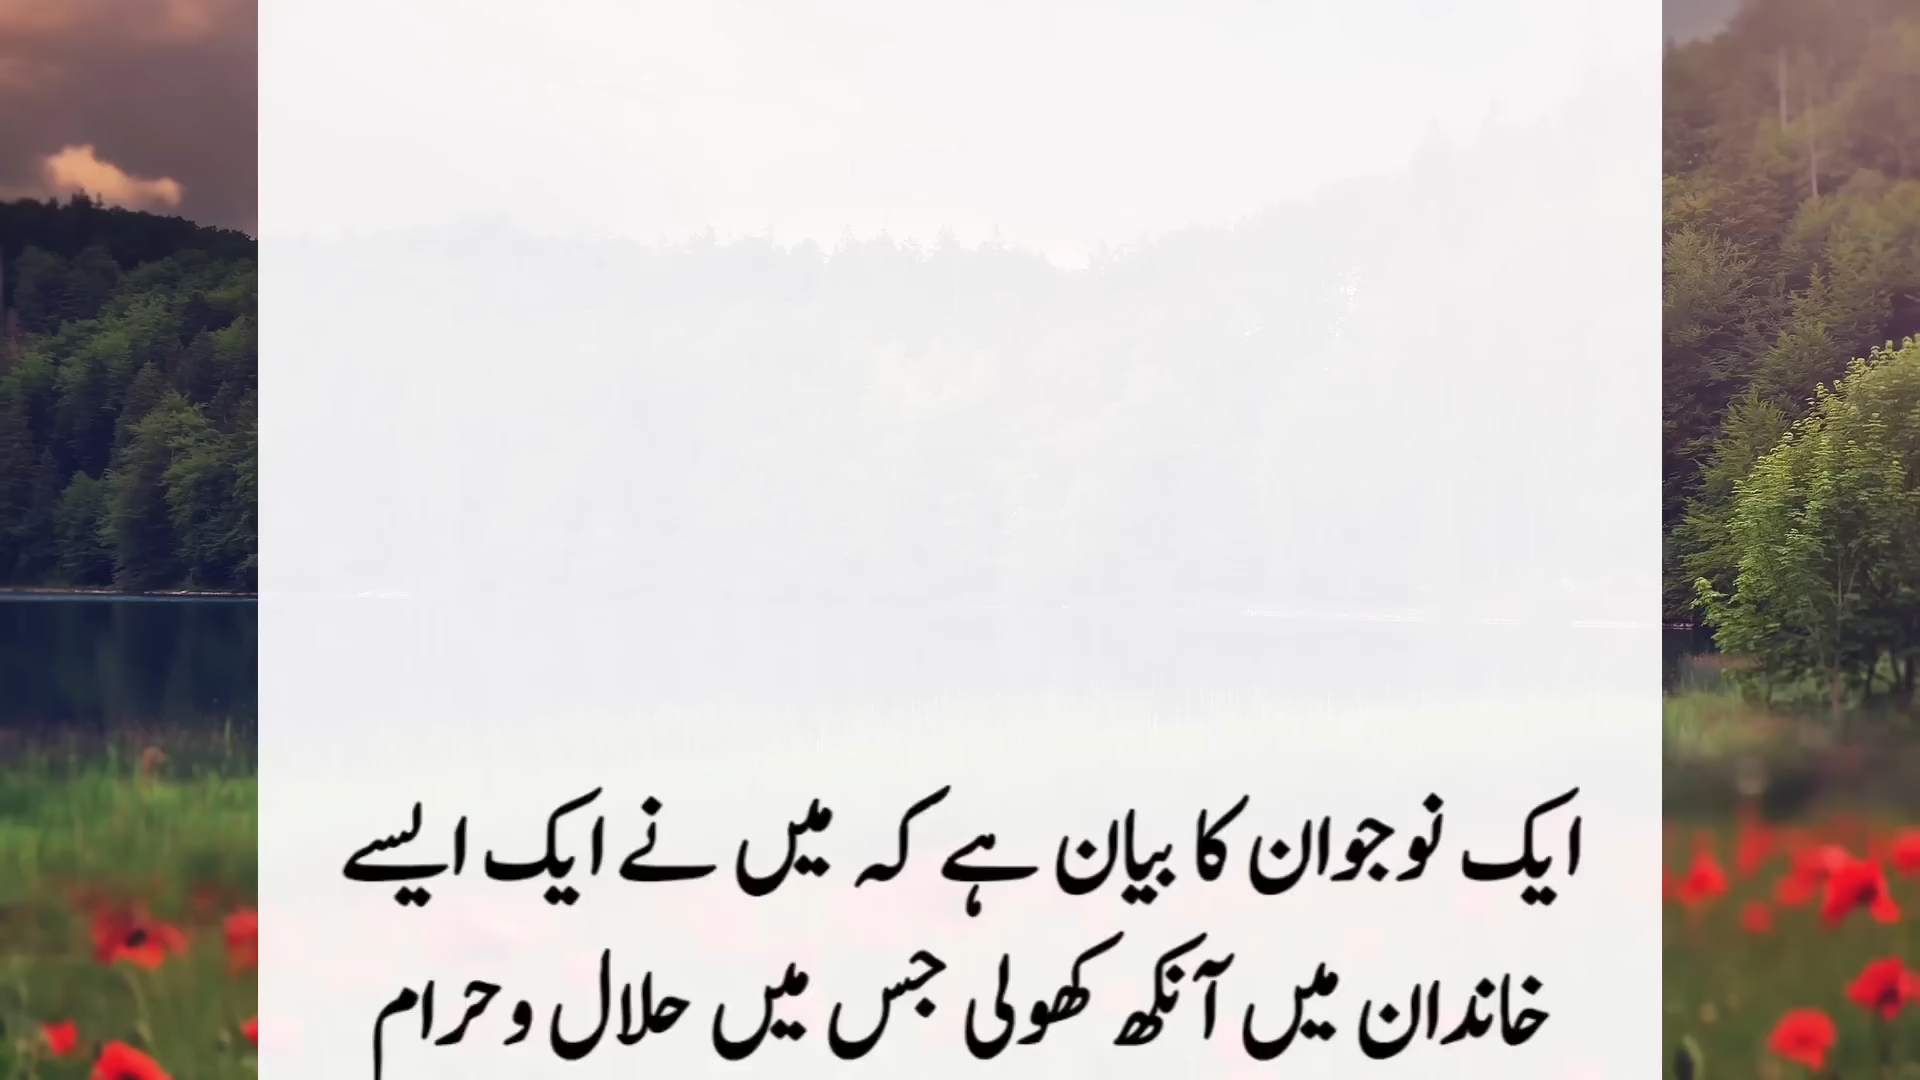 ایک نوجوان کا بیان ہے کہ میں نے ایک ایسے
خاندان میں آنکھ کھولی جس میں حلال و حرام